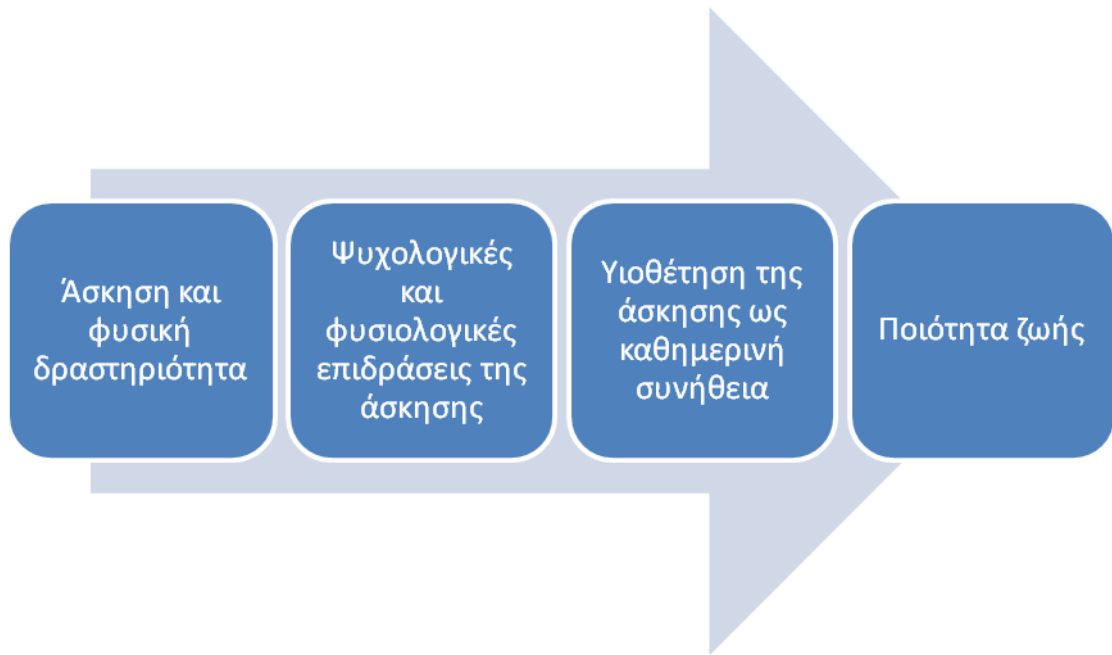 Άσκηση και
φυσική
δραστηριότητα
Ψυχολογικές
και
φυσιολογικές
επιδράσεις της
άσκησης
Υιοθέτηση της
άσκησης ως
καθημερινή
συνήθεια
Ποιότητα ζωής